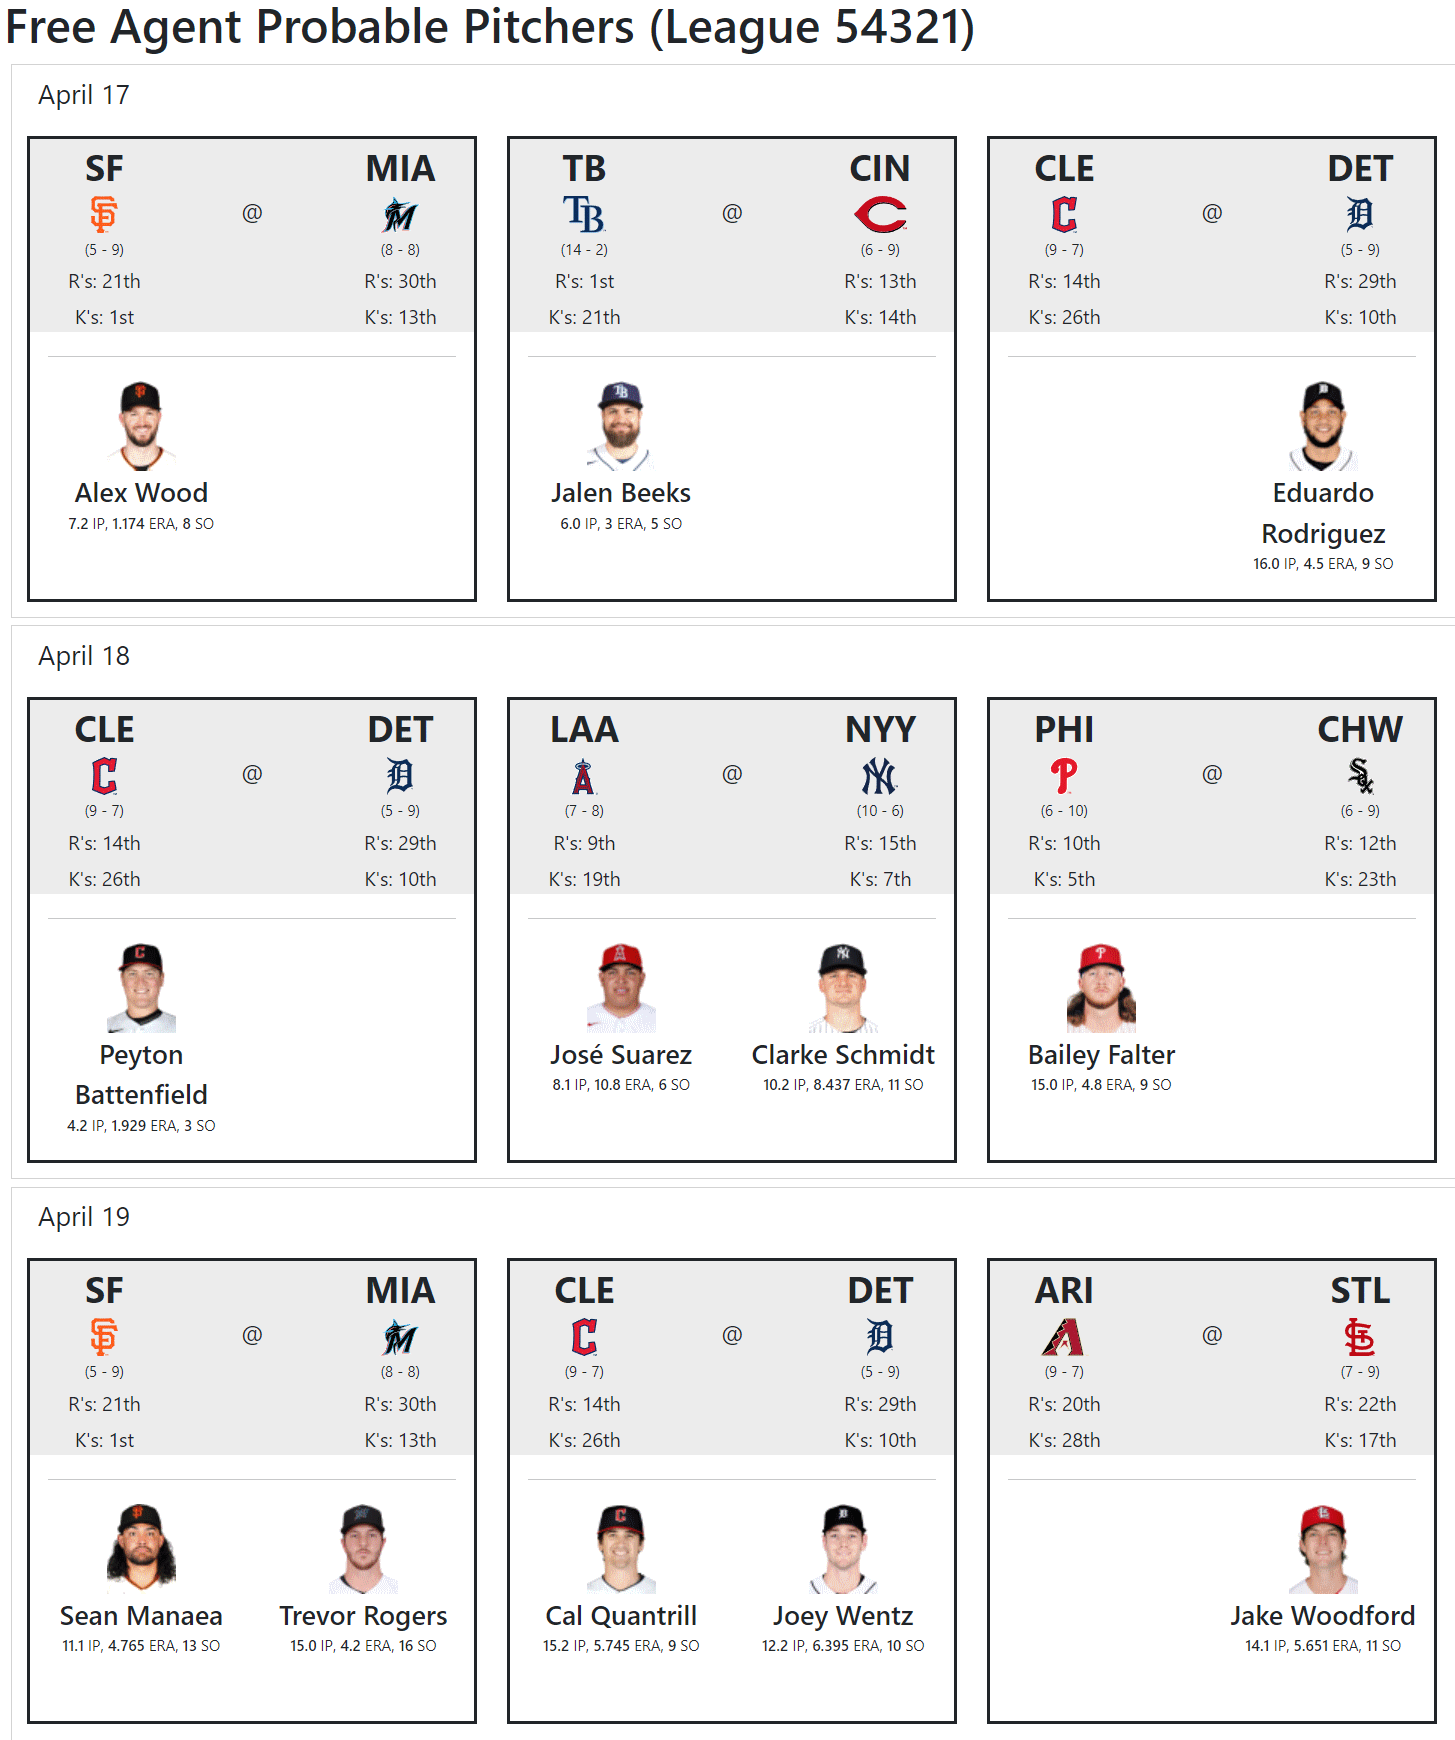 Free Agent Probable Pitchers (League 54321)
April 17
SF @ MIA
(5 - 9) (8 - 8)
R's: 21th R's: 30th
K's: 1st K's: 13th
Alex Wood
7.2 IP, 1.174 ERA, 8 SO
TB @ CIN
(14 - 2) (6 - 9)
R's: 1st R's: 13th
K's: 21th K's: 14th
Jalen Beeks
6.0 IP, 3 ERA, 5 SO
CLE @ DET
(9 - 7) (5 - 9)
R's: 14th R's: 29th
K's: 26th K's: 10th
Eduardo
Rodriguez
16.0 IP, 4.5 ERA, 9 SO
April 18
CLE @ DET
(9 - 7) (5 - 9)
R's: 14th R's: 29th
K's: 26th K's: 10th
Peyton
Battenfield
4.2 IP, 1.929 ERA, 3 SO
LAA @ NYY
(7 - 8) (10 - 6)
R's: 9th R's: 15th
K's: 19th K's: 7th
José Suarez Clarke Schmidt
8.1 IP, 10.8 ERA, 6 SO 10.2 IP, 8.437 ERA, 11 SO
PHI @ CHW
(6 - 10) (6 - 9)
R's: 10th R's: 12th
K's: 5th K's: 23th
Bailey Falter
15.0 IP, 4.8 ERA, 9 SO
April 19
SF @ MIA
(5 - 9) (8 - 8)
R's: 21th R's: 30th
K's: 1st K's: 13th
Sean Manaea Trevor Rogers
11.1 IP, 4.765 ERA, 13 SO 15.0 IP, 4.2 ERA, 16 SO
CLE @ DET
(9 - 7) (5 - 9)
R's: 14th R's: 29th
K's: 26th K's: 10th
Cal Quantrill Joey Wentz
15.2 IP, 5.745 ERA, 9 SO 12.2 IP, 6.395 ERA, 10 SO
ARI @ STL
(9 - 7) (7 - 9)
R's: 20th R's: 22th
K's: 28th K's: 17th
Jake Woodford
14.1 IP, 5.651 ERA, 11 SO